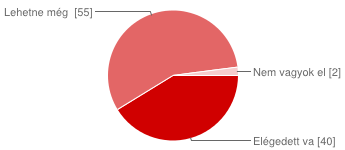 Lehetne még [55]
Nem vagyok el [2]
Elégedett va [40]